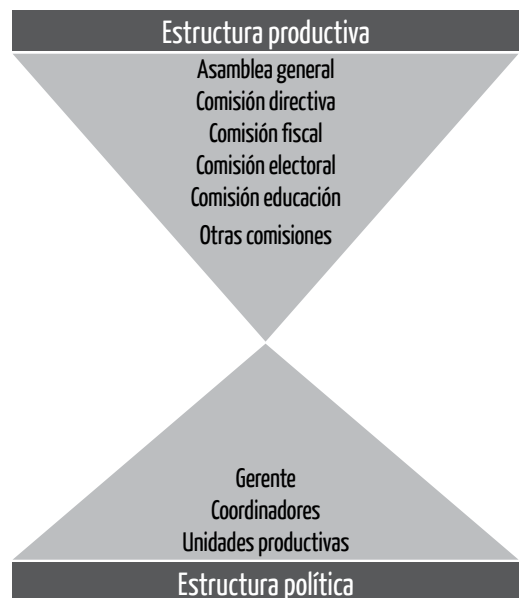 Estructura productiva
Asamblea general
Comisión directiva
Comisión fiscal
Comisión electoral
Comisión educación
Otras comisiones
Gerente
Coordinadores
Unidades productivas
Estructura política